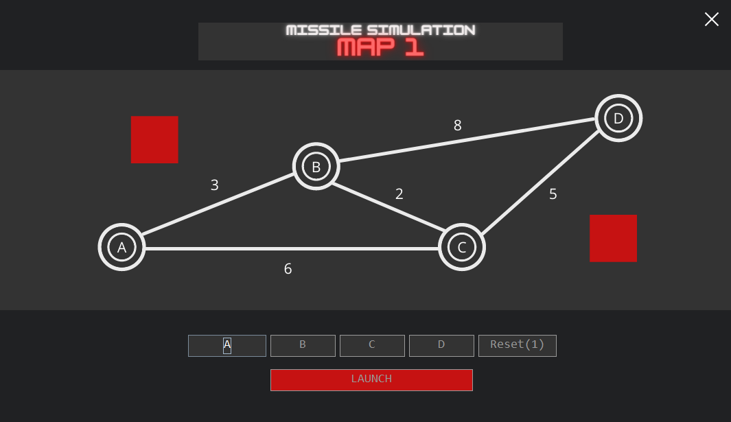 MISSILE SIMULATION
MAP 1
D
8
B
3
2
5
A
C
6
A B C D Reset(1)
LAUNCH